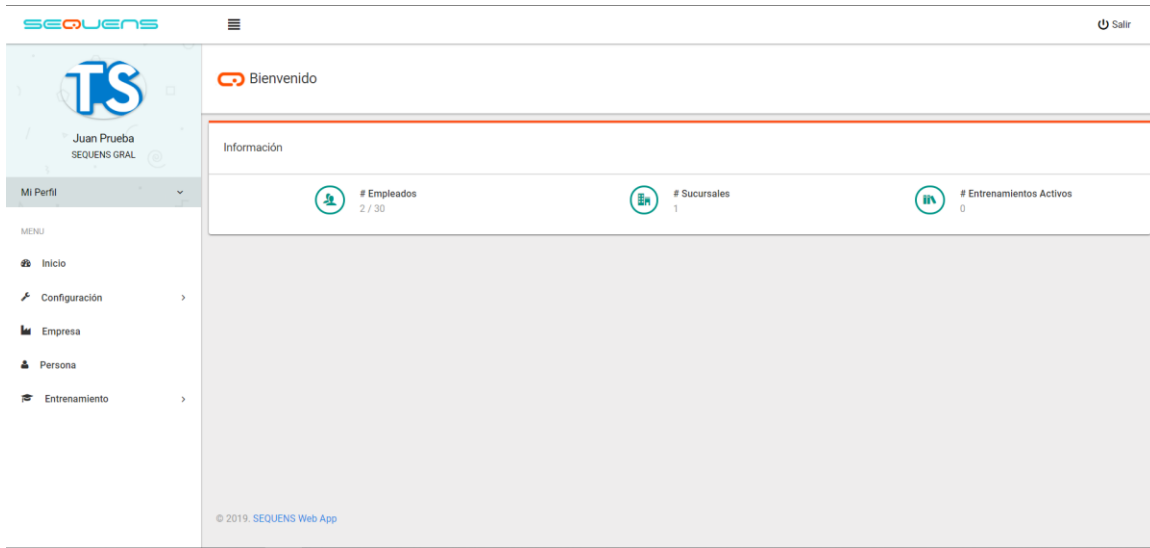 SEQUENS
Salir
TS
Juan Prueba
SEQUENS GRAL
Mi Perfil
MENU
Inicio
Configuración
Empresa
Persona
Entrenamiento
Bienvenido
Información
# Empleados
2 / 30
# Sucursales
1
# Entrenamientos Activos
0
© 2019. SEQUENS Web App